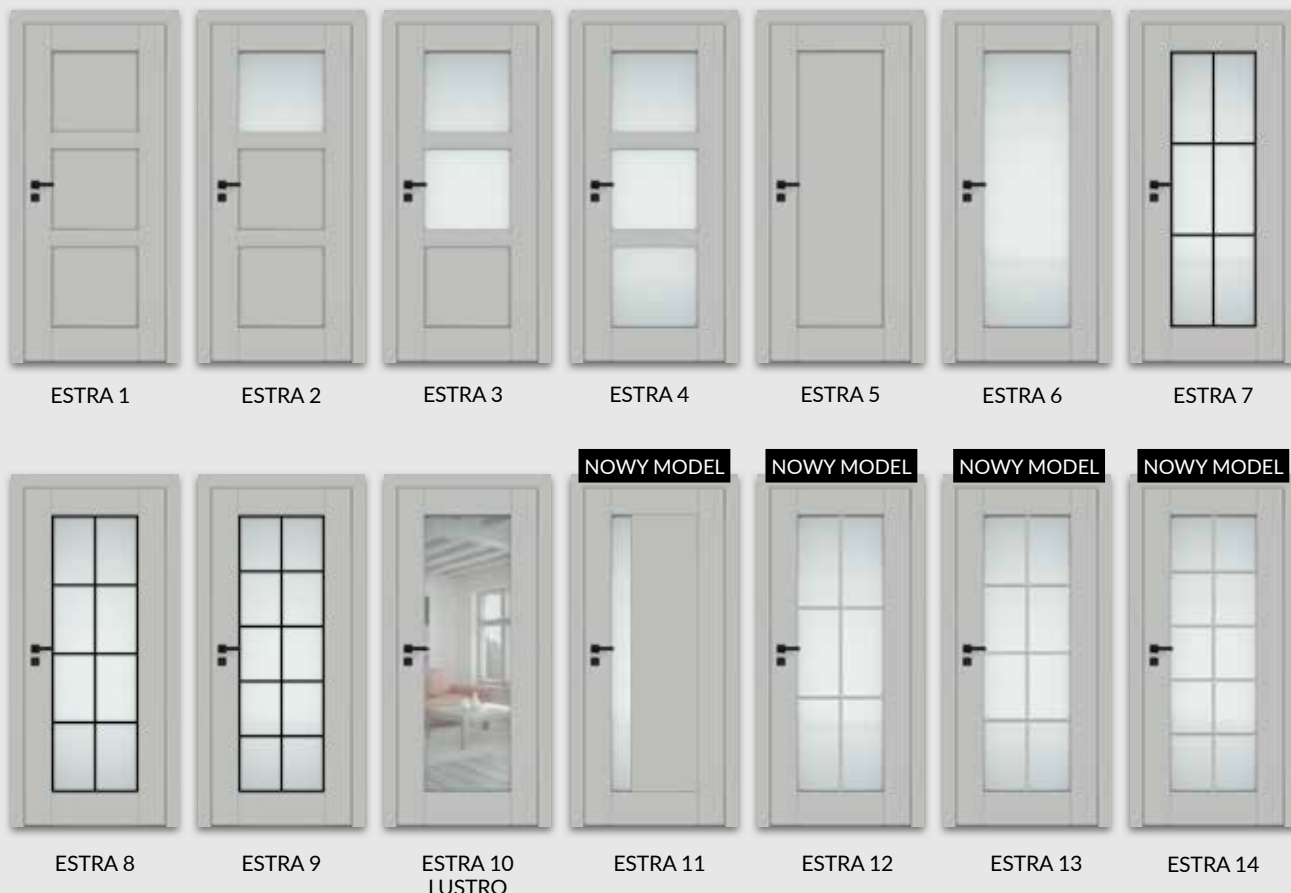 ESTRA 1
ESTRA 2
ESTRA 3
ESTRA 4
ESTRA 5
ESTRA 6
ESTRA 7
NOWY MODEL
NOWY MODEL
NOWY MODEL
NOWY MODEL
ESTRA 8
ESTRA 9
ESTRA 10
LUSTRO
ESTRA 11
ESTRA 12
ESTRA 13
ESTRA 14